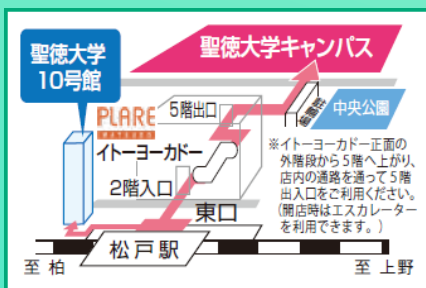 聖徳大学キャンパス
聖徳大学
10号館
PLARE
MATSUDO
イトーヨーカドー
5階出口
2階入口
駐輪場
中央公園
※イトーヨーカドー正面の
外階段から5階へ上がり、
店内の通路を通って5階
出入口をご利用ください。
(開店時はエスカレーター
を利用できます。)
東口
松戸駅
至 柏
至 上野